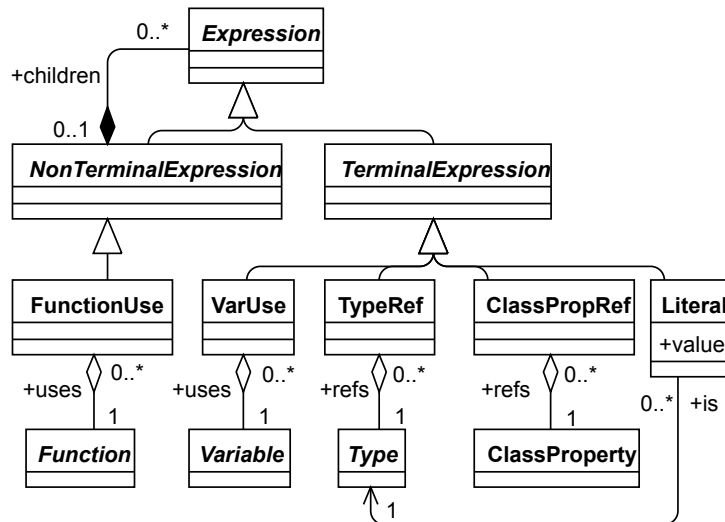 Expression
0..*
+children
0..1
NonTerminalExpression
TerminalExpression
FunctionUse
VarUse
TypeRef
ClassPropRef
Literal
+value
+uses
0..*
+uses
0..*
+refs
0..*
+refs
0..*
0..*
+is
1
1
1
1
Function
Variable
Type
ClassProperty
1